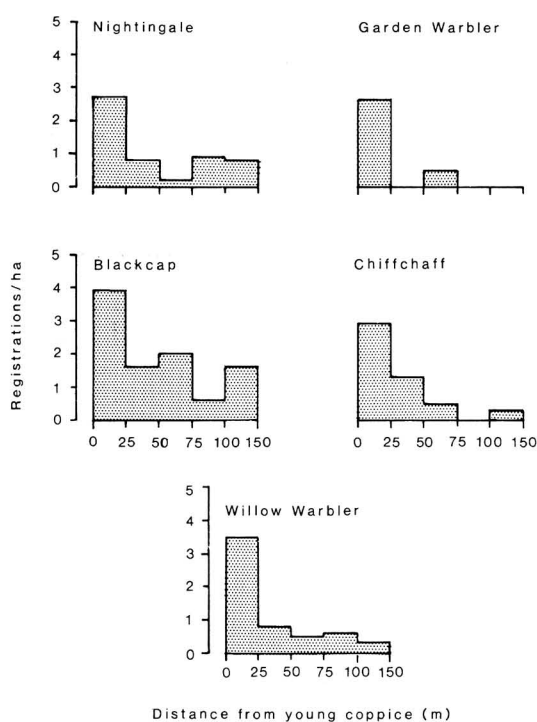 Nightingale
5
4
3
2
1
0
Garden Warbler
Blackcap
5
4
3
2
1
0
0 25 50 75 100 150
Chiffchaff
0 25 50 75 100 150
Registrations/ha
Willow Warbler
5
4
3
2
1
0
0 25 50 75 100 150
Distance from young coppice (m)